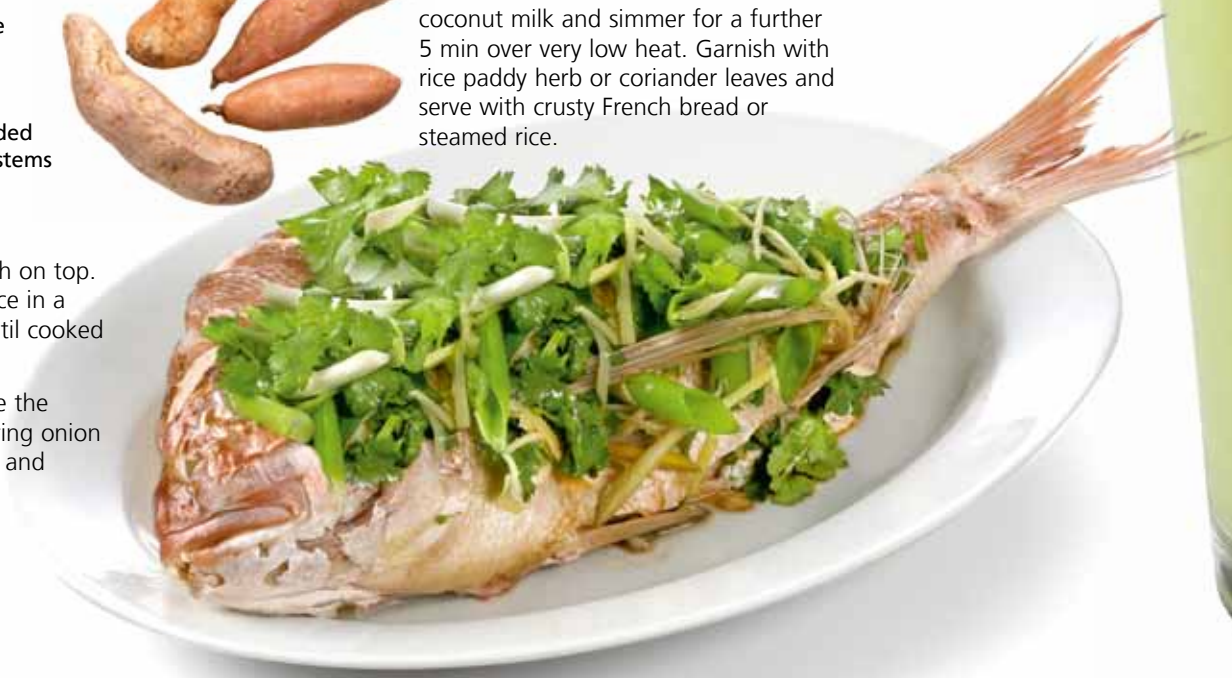 e
ded
stems
h on top.
ce in a
til cooked
e the
ing onion
and
coconut milk and simmer for a further
5 min over very low heat. Garnish with
rice paddy herb or coriander leaves and
serve with crusty French bread or
steamed rice.